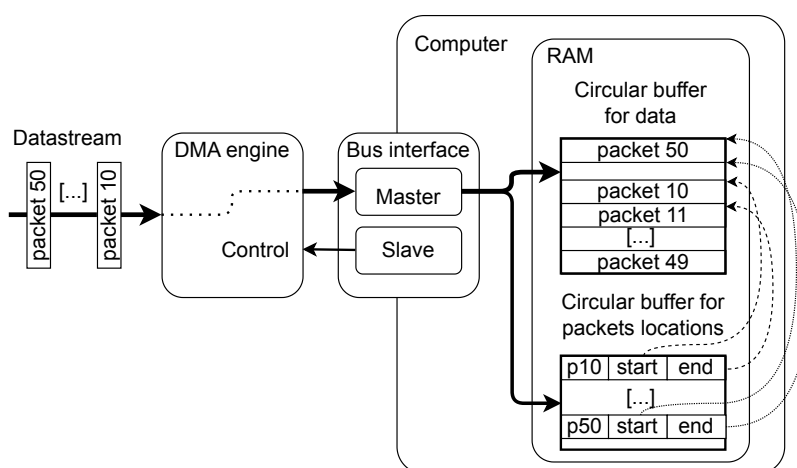 Computer
RAM
Circular buffer
for data
Datastream
DMA engine
Bus interface
packet 50
[...]
packet 10
Master
Control
Slave
packet 50
packet 10
packet 11
[...]
packet 49
Circular buffer for
packets locations
p10 start end
[...]
p50 start end